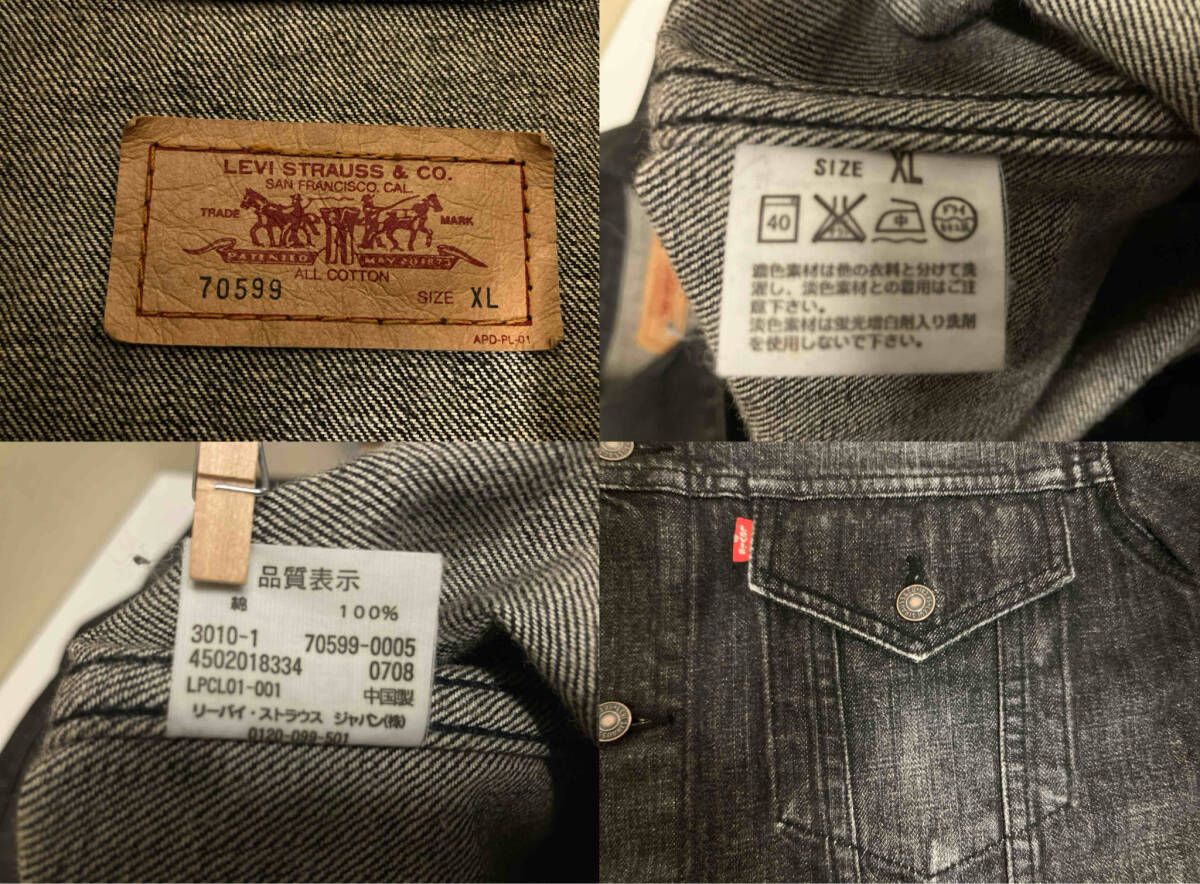 LEVI STRAUSS & CO.
SAN FRANCISCO, CAL.
TRADE MARK
PATENTED MAY 20 1873
ALL COTTON
70599 SIZE XL
APD-PL-01
SIZE XL
40 中
濃色素材は他の衣料と分けて洗
濯し、淡色素材との着用はご注
意下さい。
淡色素材は蛍光増白剤入り洗剤
を使用しないで下さい。
品質表示
綿 100%
3010-1 70599-0005
4502018334 0708
LPCL01-001 中国製
リーバイ・ストラウス ジャパン(株)
0120-099-501